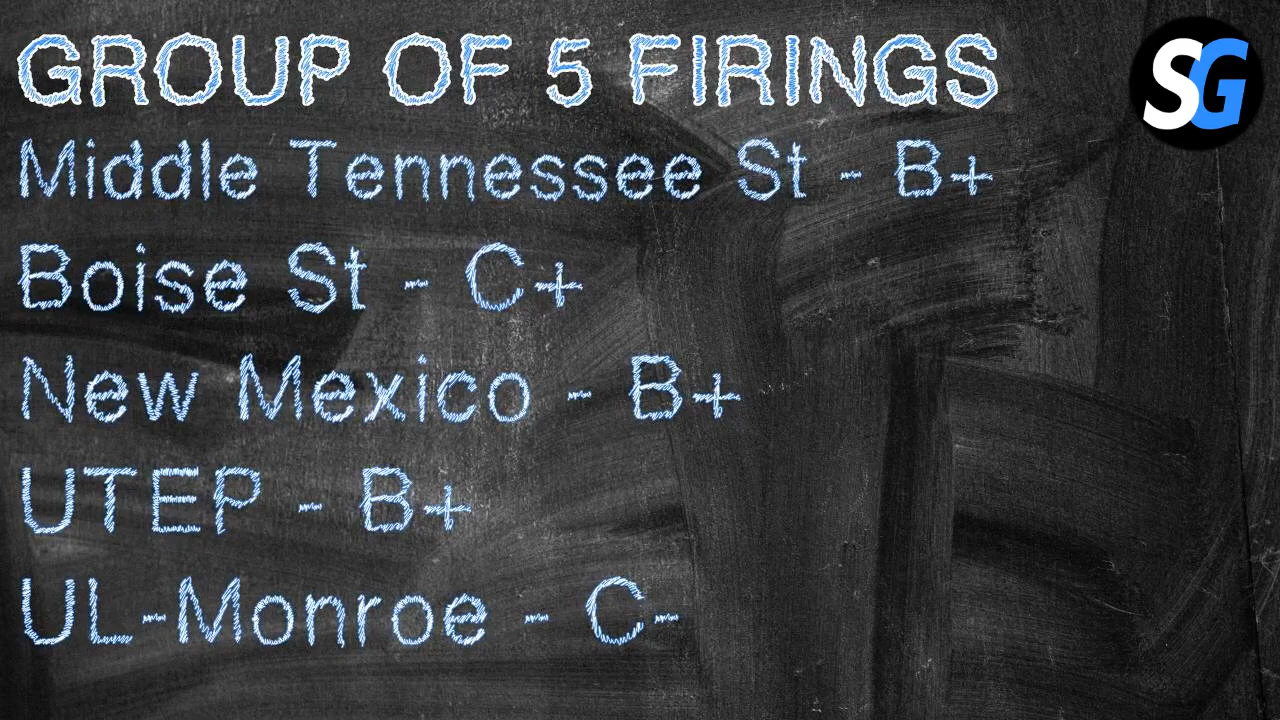 GROUP OF 5 FIRINGS
SG
Middle Tennessee St - B+
Boise St - C+
New Mexico - B+
UTEP - B+
UL-Monroe - C-